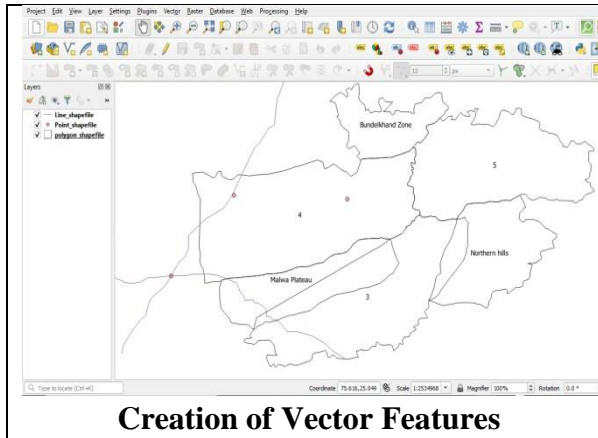 Project Edit View Layer Settings Plugins Vector Raster Database Web Processing Help
12 px
Layers
Line_shapefile
Point_shapefile
polygon_shapefile
Bundelkhand Zone
5
4
Northern hills
Malwa Plateau
3
Type to locate (Ctrl+K)
Coordinate 75.616,25.049 Scale 1:2534968 Magnifier 100% Rotation 0.0 °
Creation of Vector Features